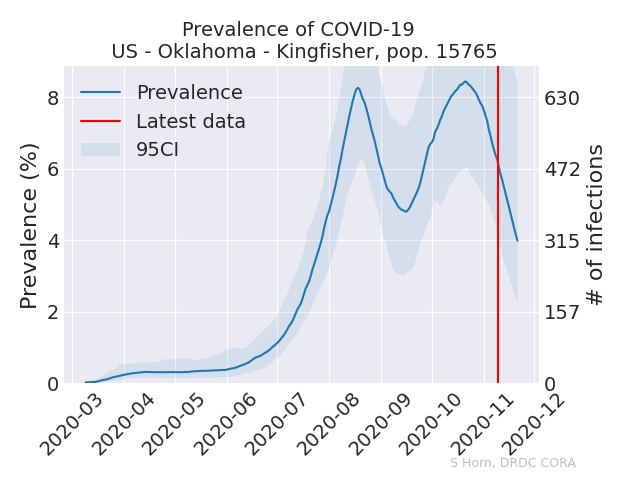 Prevalence of COVID-19
US - Oklahoma - Kingfisher, pop. 15765
Prevalence
Latest data
95CI
Prevalence (%)
8
6
4
2
0
# of infections
630
472
315
157
0
2020-03
2020-04
2020-05
2020-06
2020-07
2020-08
2020-09
2020-10
2020-11
2020-12
S Horn, DRDC CORA